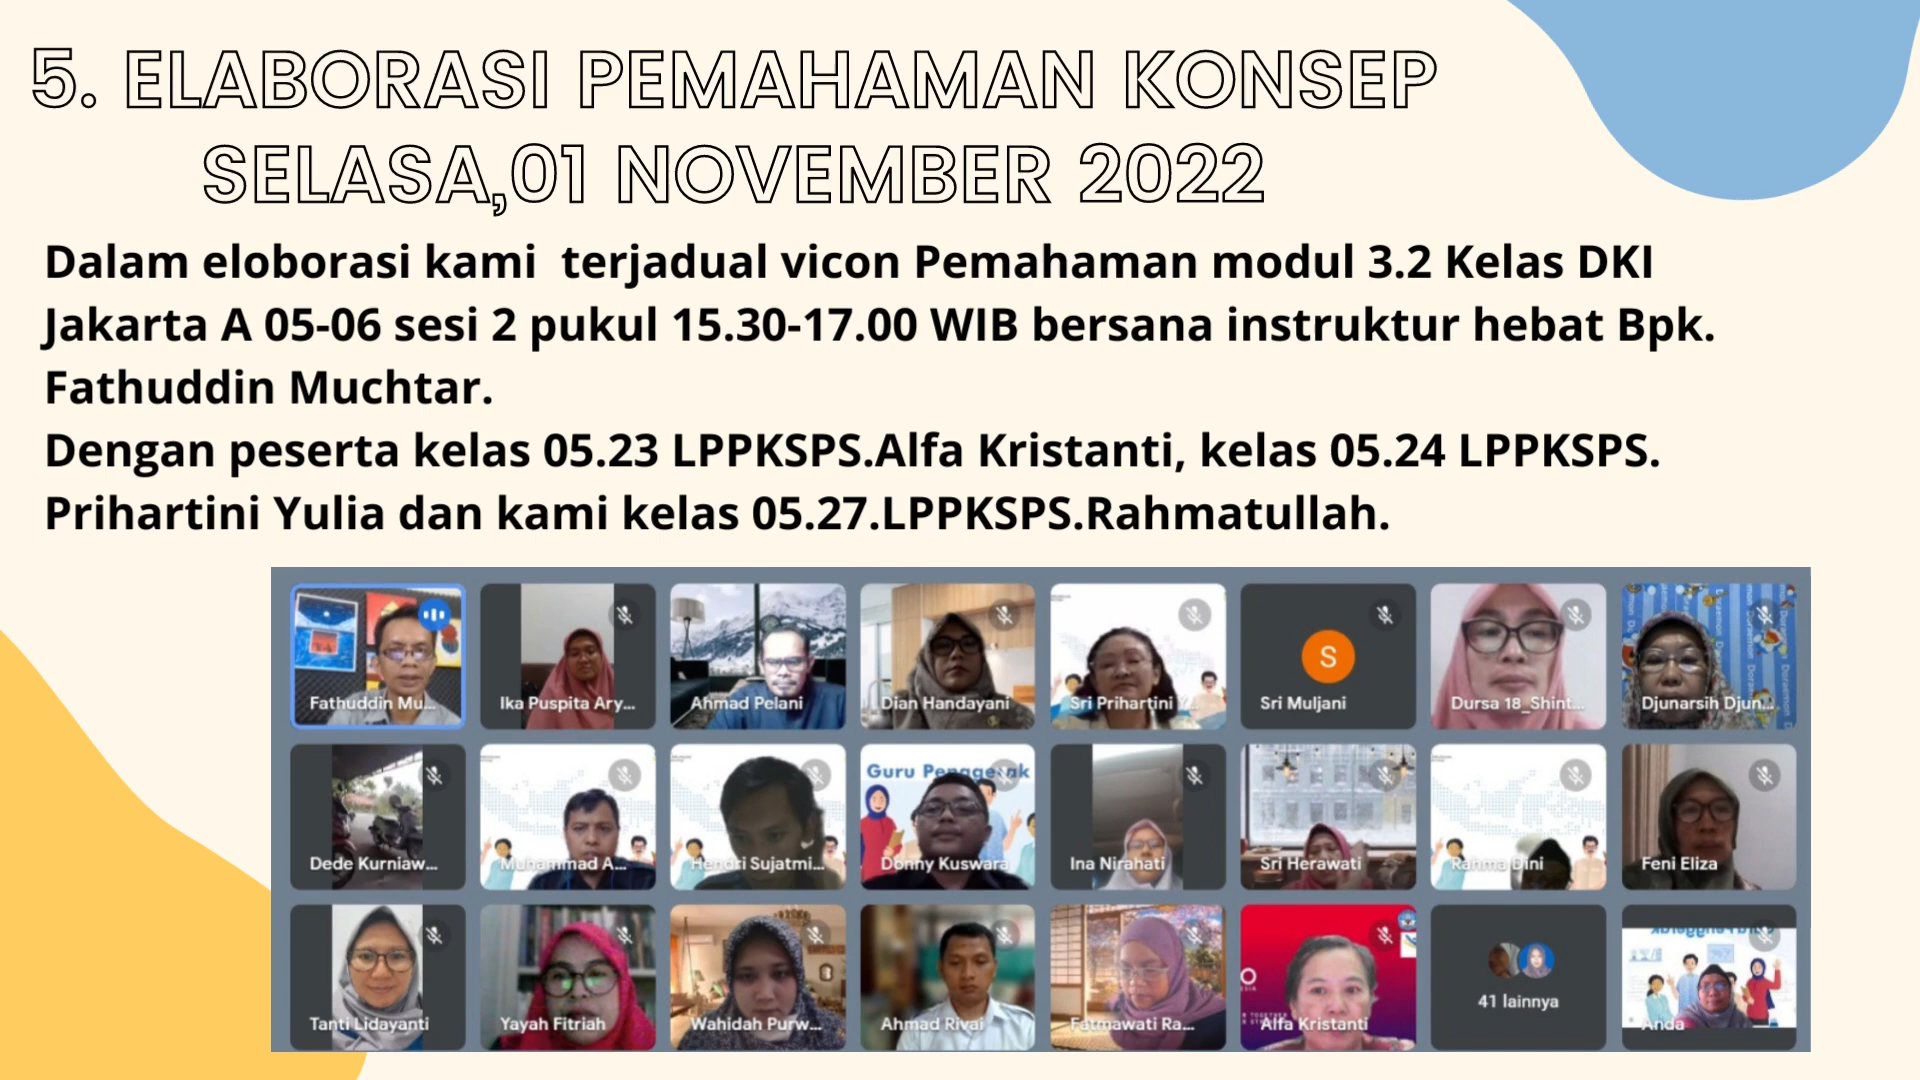 5. ELABORASI PEMAHAMAN KONSEP
SELASA,01 NOVEMBER 2022
Dalam eloborasi kami  terjadual vicon Pemahaman modul 3.2 Kelas DKI
Jakarta A 05-06 sesi 2 pukul 15.30-17.00 WIB bersana instruktur hebat Bpk.
Fathuddin Muchtar.
Dengan peserta kelas 05.23 LPPKSPS.Alfa Kristanti, kelas 05.24 LPPKSPS.
Prihartini Yulia dan kami kelas 05.27.LPPKSPS.Rahmatullah.
Fathuddin Mu...
Ika Puspita Ary...
Ahmad Pelani
Dian Handayani
Sri Prihartini Y...
S
Sri Muljani
Dursa 18_Shint...
Djunarsih Djun...
Dede Kurniaw...
Muhammad A...
Hendri Sujatmi...
Guru Penggerak
Donny Kuswara
Ina Nirahati
Sri Herawati
Rahma Dini
Feni Eliza
Tanti Lidayanti
Yayah Fitriah
Wahidah Purw...
Ahmad Rivai
Fatmawati Ra...
Alfa Kristanti
41 lainnya
Anda